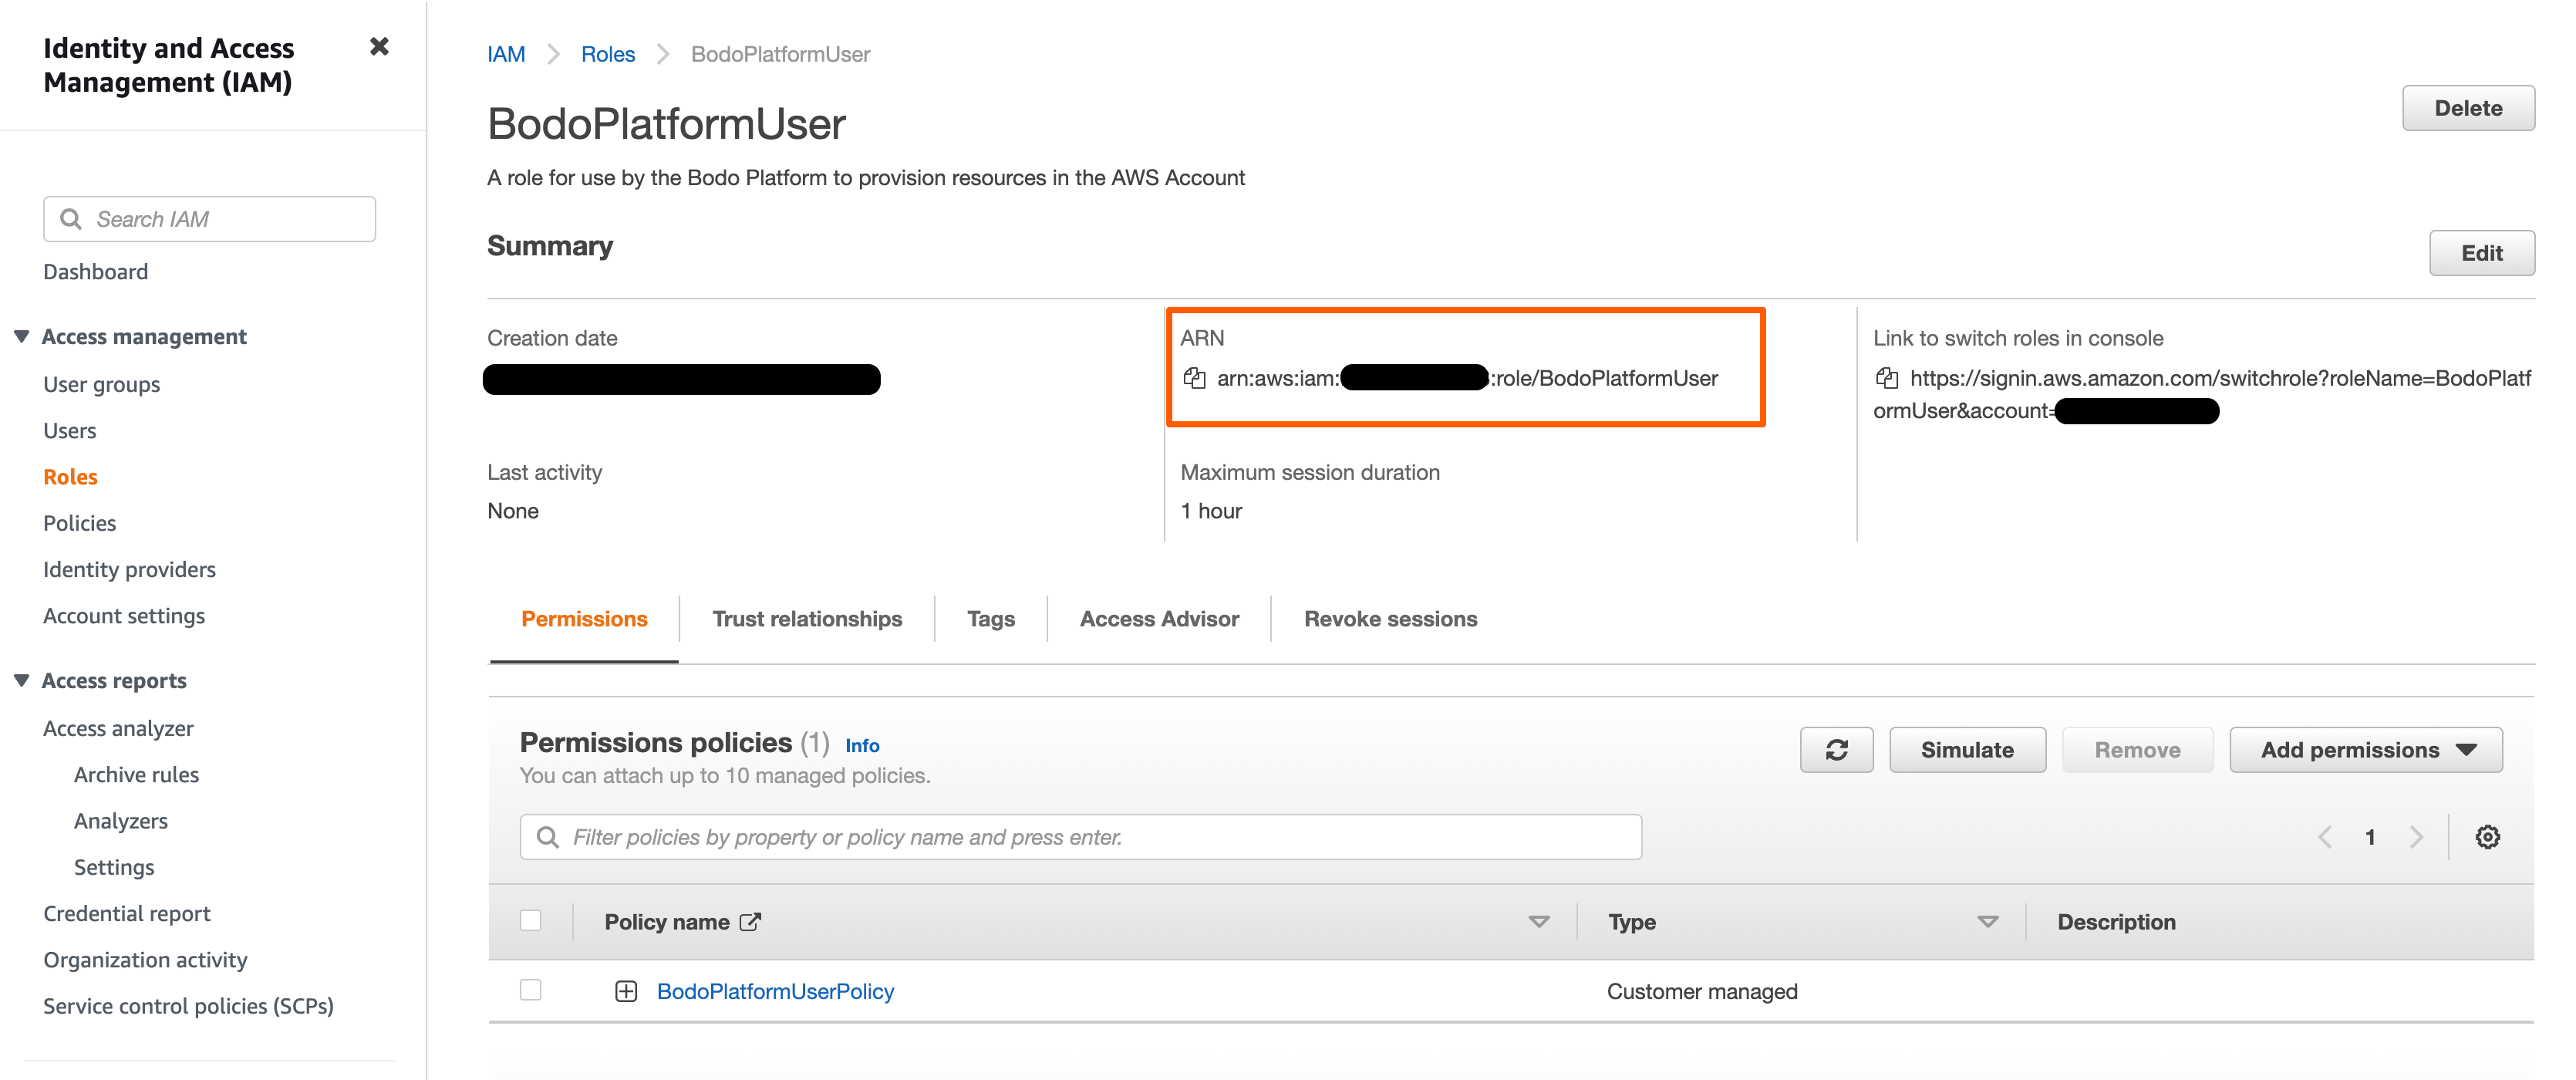 Identity and Access
Management (IAM)
Search IAM
Dashboard
Access management
User groups
Users
Roles
Policies
Identity providers
Account settings
Access reports
Access analyzer
Archive rules
Analyzers
Settings
Credential report
Organization activity
Service control policies (SCPs)
IAM Roles BodoPlatformUser
BodoPlatformUser
Delete
A role for use by the Bodo Platform to provision resources in the AWS Account
Summary
Edit
Creation date
ARN
arn:aws:iam: :role/BodoPlatformUser
Link to switch roles in console
https://signin.aws.amazon.com/switchrole?roleName=BodoPlatf
ormUser&account=
Last activity
None
Maximum session duration
1 hour
Permissions Trust relationships Tags Access Advisor Revoke sessions
Permissions policies (1) Info
You can attach up to 10 managed policies.
Simulate Remove Add permissions
Filter policies by property or policy name and press enter.
1
Policy name Type Description
BodoPlatformUserPolicy Customer managed